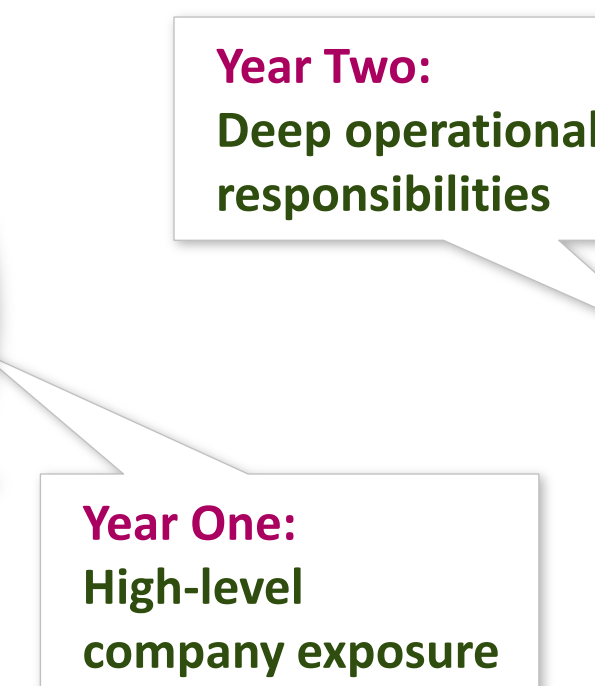 Year Two:
Deep operational
responsibilities
Year One:
High-level
company exposure